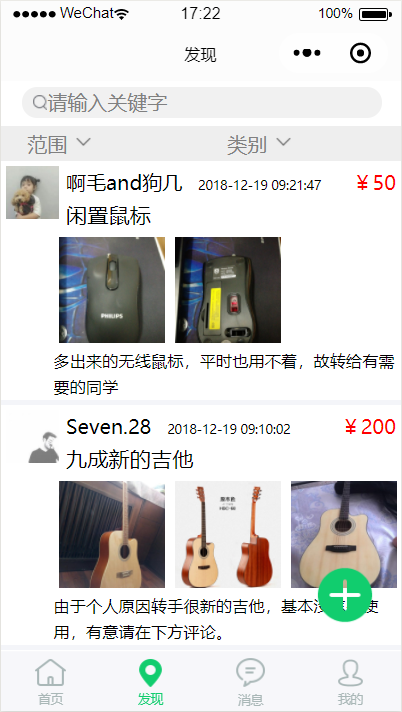 WeChat 17:22 100%
发现
请输入关键字
范围 类别
啊毛and狗几 2018-12-19 09:21:47 ￥50
闲置鼠标
PHILIPS
多出来的无线鼠标，平时也用不着，故转给有需
要的同学
Seven.28 2018-12-19 09:10:02 ￥200
九成新的吉他
由于个人原因转手很新的吉他，基本没 使
用，有意请在下方评论。
首页 发现 消息 我的